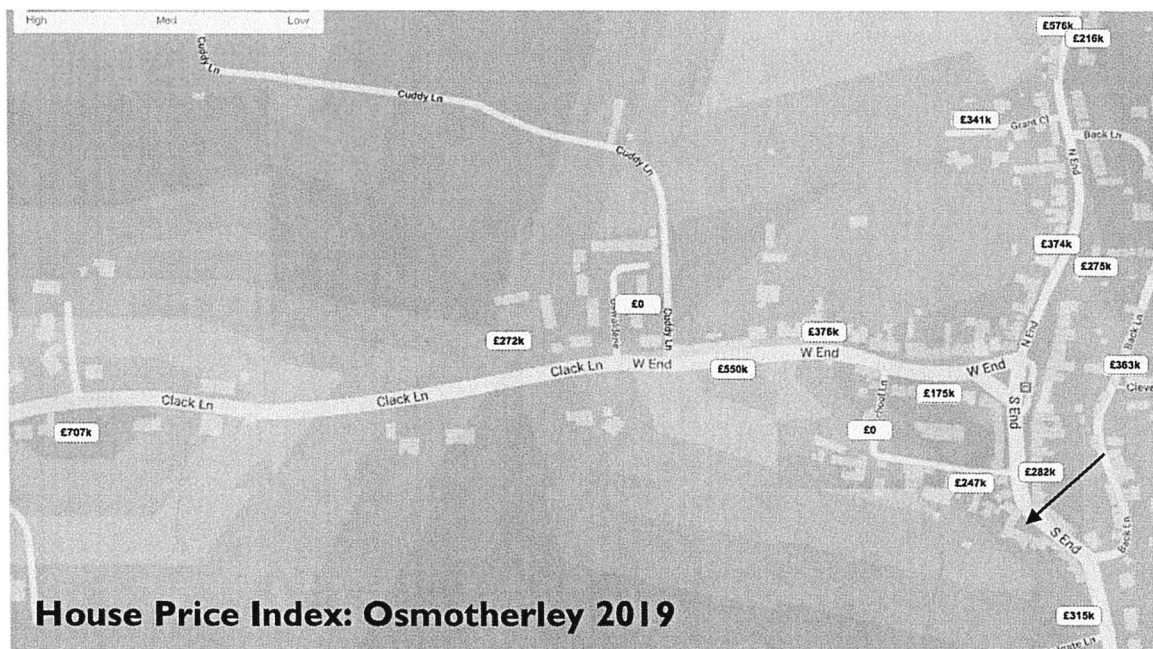 High Med Low
£576k
£216k
Cuddy Ln
Cuddy Ln
£341k
Grant Cl
Back Ln
Cuddy Ln
N End
£374k
£275k
£0
Cuddy Ln
£272k
£376k
N End
Back Ln
Clack Ln
W End
£550k
W End
W End
£363k
Clack Ln
Clack Ln
£175k
S End
£707k
£0
£282k
£247k
S End
Back Ln
House Price Index: Osmotherley 2019
£315k